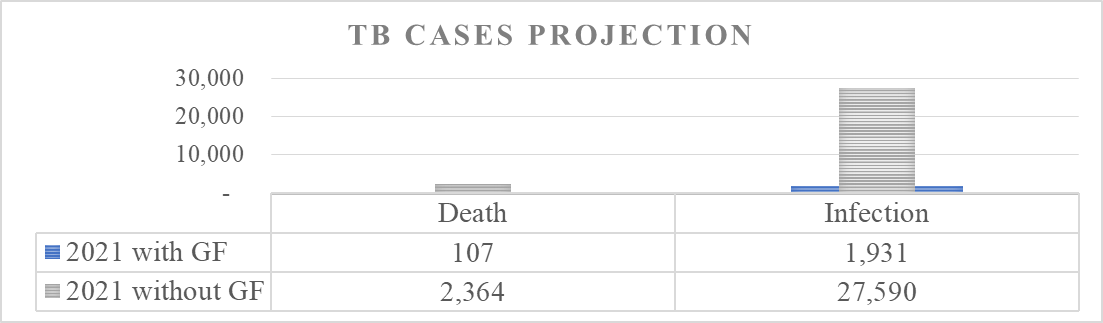 TB CASES PROJECTION
30,000
20,000
10,000
-
Death Infection
2021 with GF 107 1,931
2021 without GF 2,364 27,590